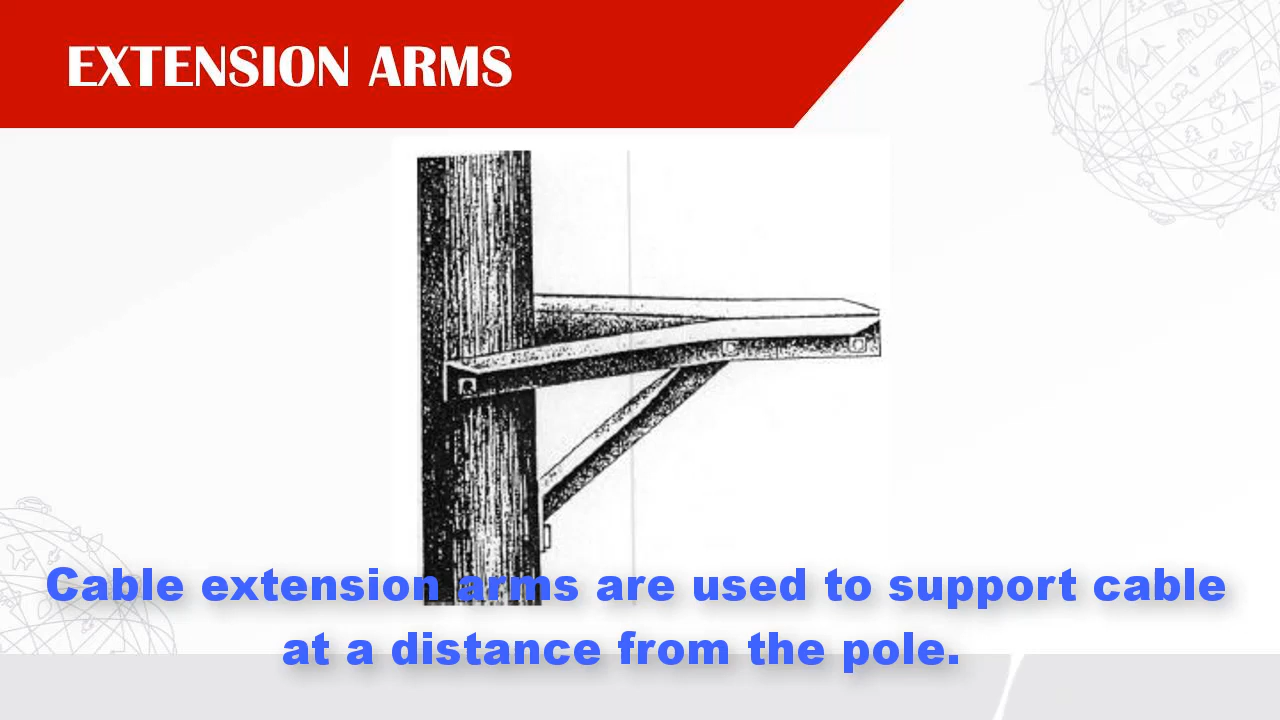 EXTENSION ARMS
Cable extension arms are used to support cable
at a distance from the pole.